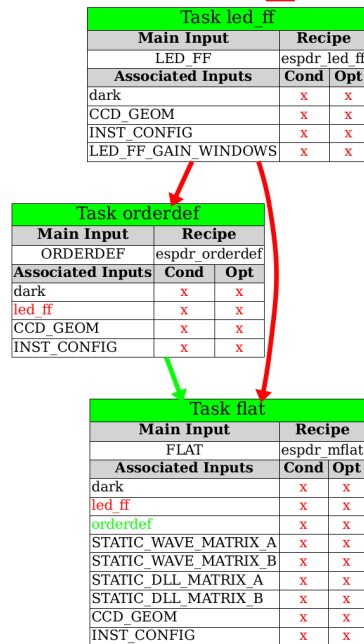 Task led_ff
Main Input Recipe
LED_FF espdr_led_ff
Associated Inputs Cond Opt
dark x x
CCD_GEOM x x
INST_CONFIG x x
LED_FF_GAIN_WINDOWS x x
Task orderdef
Main Input Recipe
ORDERDEF espdr_orderdef
Associated Inputs Cond Opt
dark x x
led_ff x x
CCD_GEOM x x
INST_CONFIG x x
Task flat
Main Input Recipe
FLAT espdr_mflat
Associated Inputs Cond Opt
dark x x
led_ff x x
orderdef x x
STATIC_WAVE_MATRIX_A x x
STATIC_WAVE_MATRIX_B x x
STATIC_DLL_MATRIX_A x x
STATIC_DLL_MATRIX_B x x
CCD_GEOM x x
INST_CONFIG x x